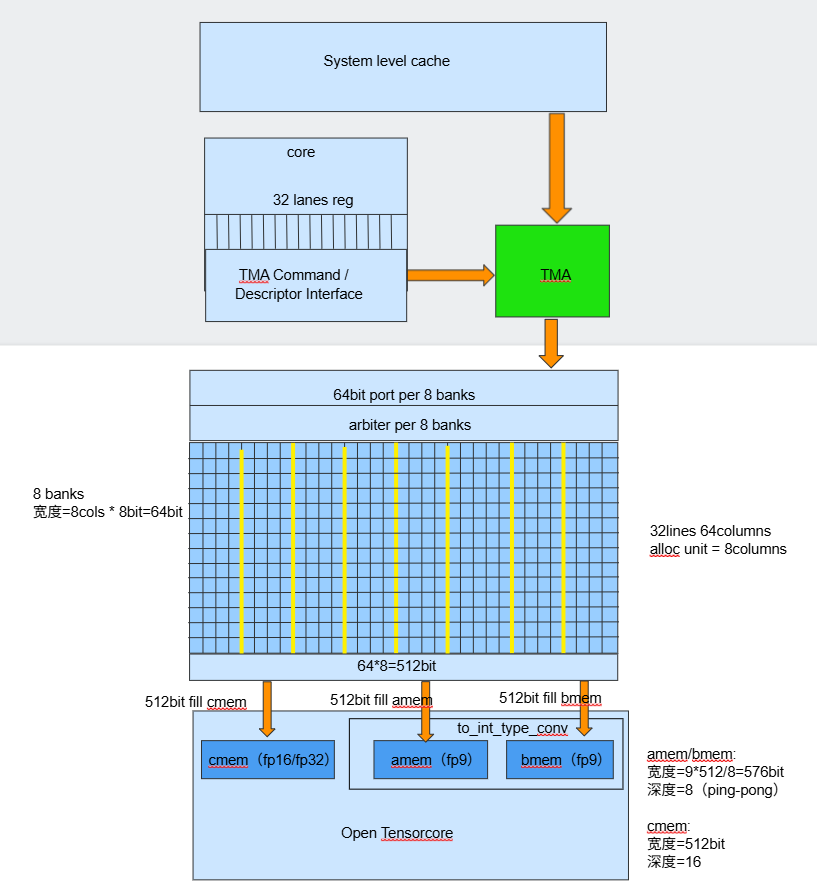 System level cache
core
32 lanes reg
TMA Command /
Descriptor Interface
TMA
64bit port per 8 banks
arbiter per 8 banks
8 banks
宽度=8cols * 8bit=64bit
32lines 64columns
alloc unit = 8columns
64*8=512bit
512bit fill cmem
512bit fill amem
512bit fill bmem
to_int_type_conv
cmem（fp16/fp32）
amem（fp9）
bmem（fp9）
Open Tensorcore
amem/bmem:
宽度=9*512/8=576bit
深度=8（ping-pong）
cmem:
宽度=512bit
深度=16